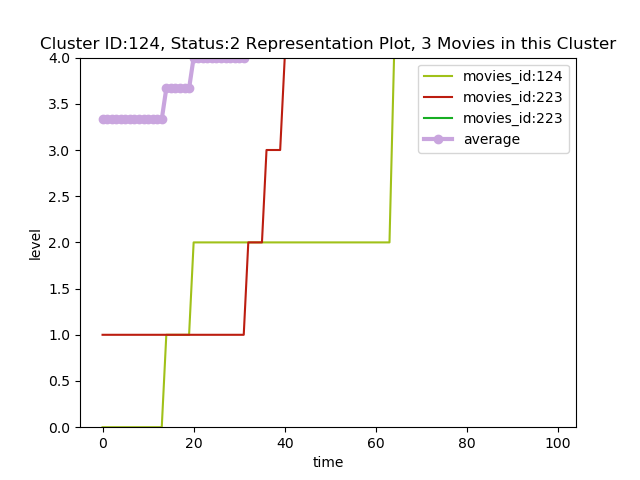 Cluster ID:124, Status:2 Representation Plot, 3 Movies in this Cluster
4.0
3.5
3.0
2.5
2.0
1.5
1.0
0.5
0.0
level
movies_id:124
movies_id:223
movies_id:223
average
0 20 40 60 80 100
time